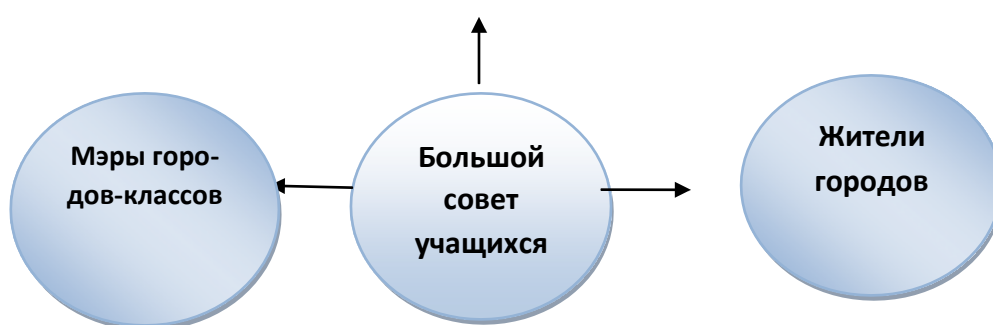 Мэры горо-
дов-классов
Большой
совет
учащихся
Жители
городов